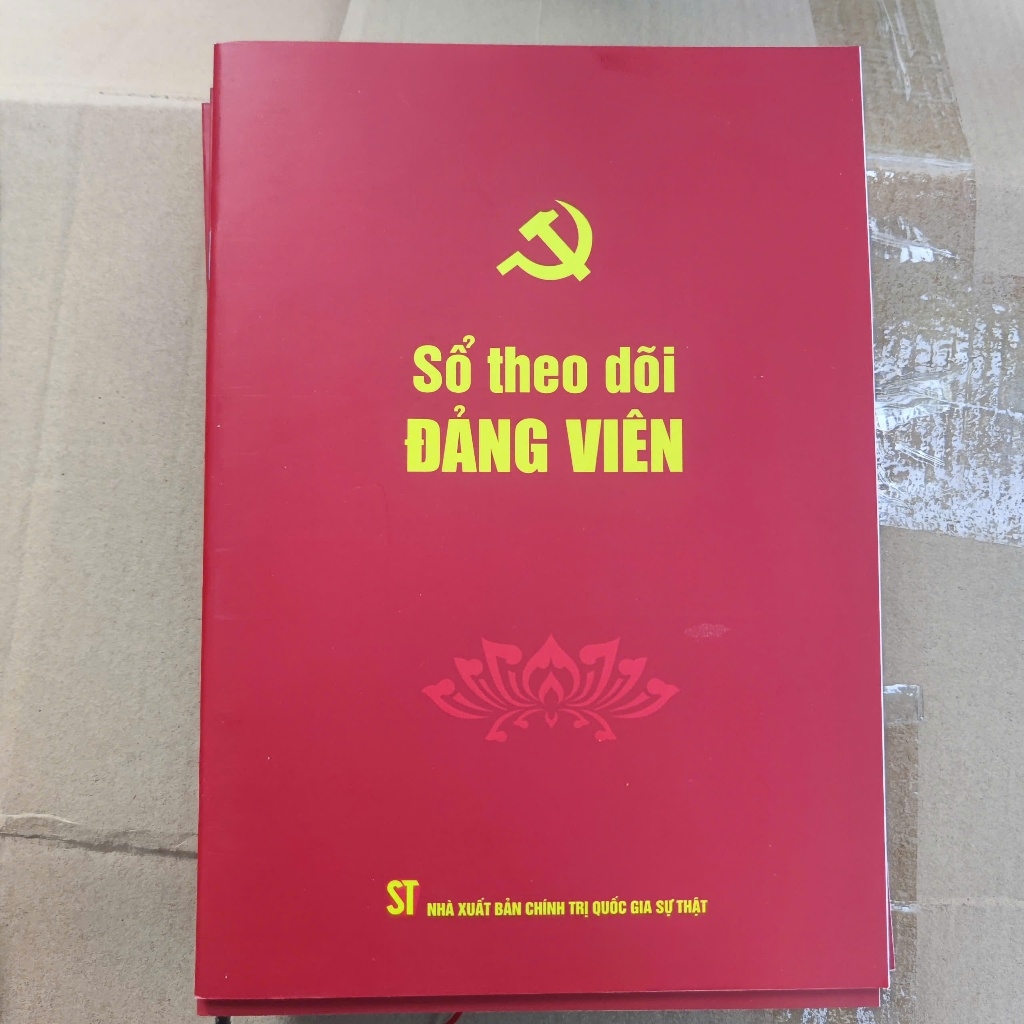 Sổ theo dõi
ĐẢNG VIÊN
ST NHÀ XUẤT BẢN CHÍNH TRỊ QUỐC GIA SỰ THẬT